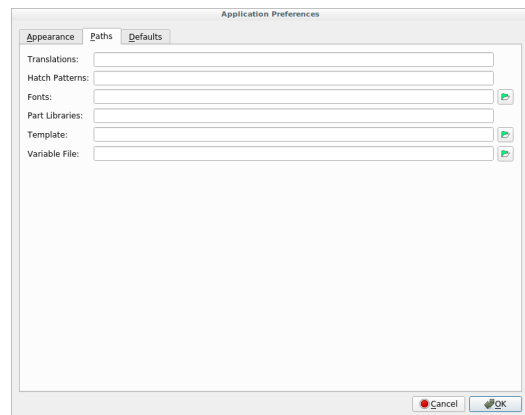 Application Preferences
Appearance Paths Defaults
Translations:
Hatch Patterns:
Fonts:
Part Libraries:
Template:
Variable File:
Cancel OK